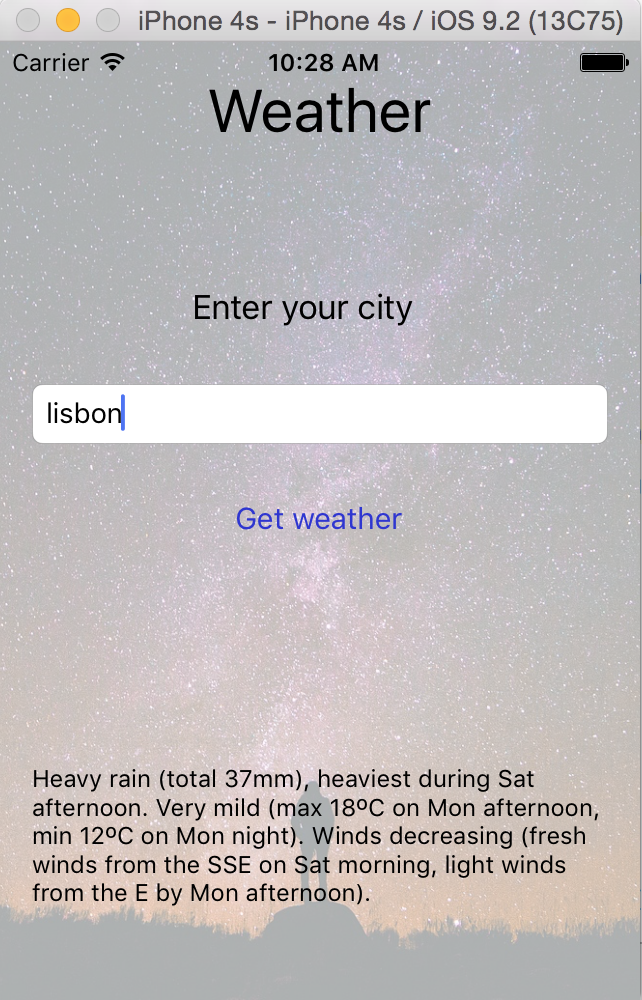 iPhone 4s - iPhone 4s / iOS 9.2 (13C75)
Carrier 10:28 AM
Weather
Enter your city
lisbon
Get weather
Heavy rain (total 37mm), heaviest during Sat
afternoon. Very mild (max 18ºC on Mon afternoon,
min 12ºC on Mon night). Winds decreasing (fresh
winds from the SSE on Sat morning, light winds
from the E by Mon afternoon).